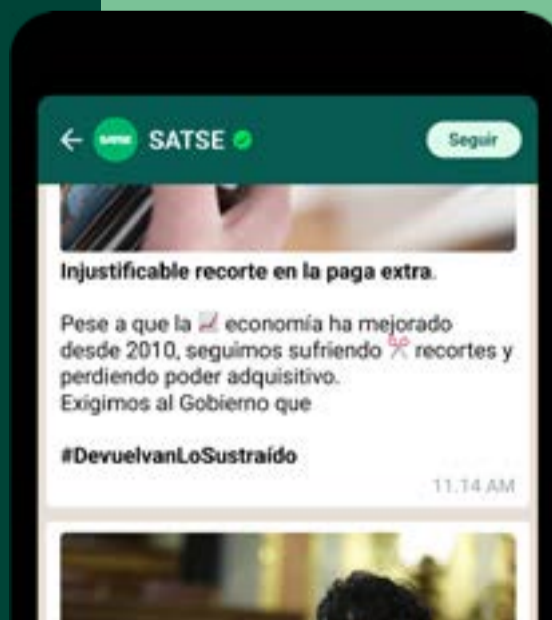 SATSE
Seguir
Injustificable recorte en la paga extra.
Pese a que la 📈 economía ha mejorado
desde 2010, seguimos sufriendo ✂️ recortes y
perdiendo poder adquisitivo.
Exigimos al Gobierno que
#DevuelvanLoSustraído
11.14 AM